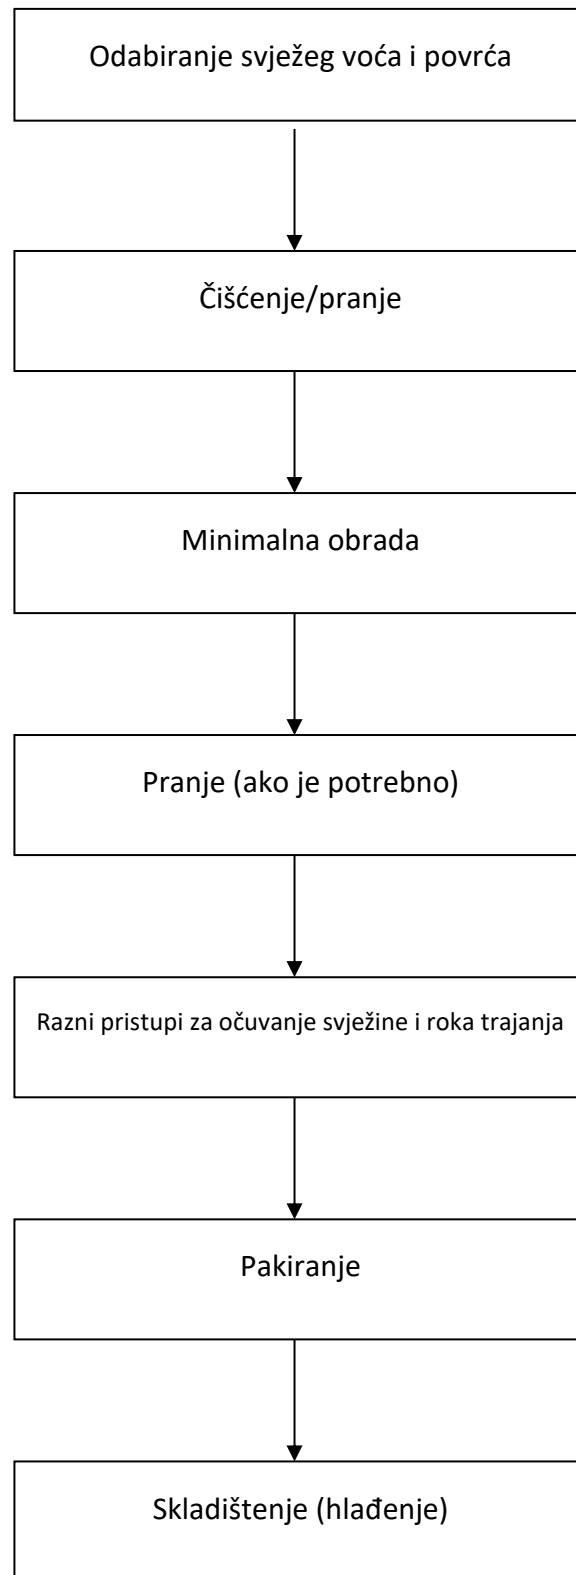 Odabiranje svježeg voća i povrća
Čišćenje/pranje
Minimalna obrada
Pranje (ako je potrebno)
Razni pristupi za očuvanje svježine i roka trajanja
Pakiranje
Skladištenje (hlađenje)